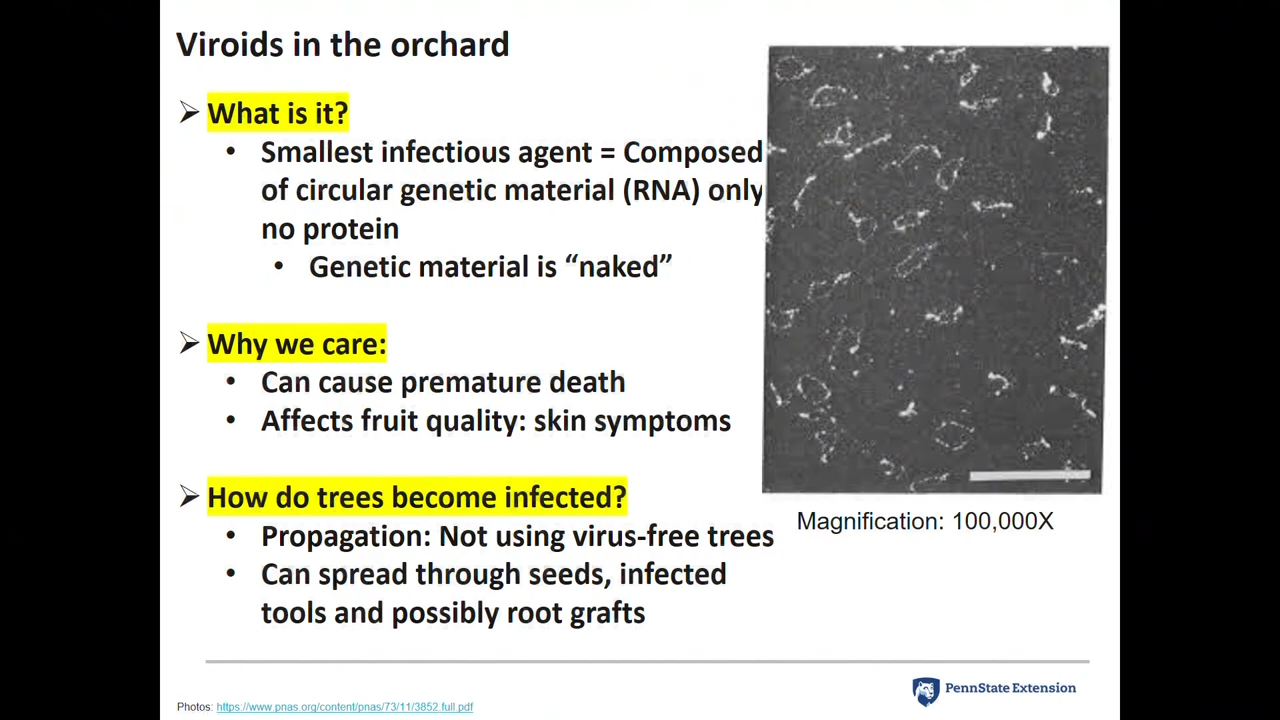 Viroids in the orchard
➢ What is it?
• Smallest infectious agent = Composed
of circular genetic material (RNA) only
no protein
• Genetic material is “naked”
➢ Why we care:
• Can cause premature death
• Affects fruit quality: skin symptoms
➢ How do trees become infected?
• Propagation: Not using virus-free trees
• Can spread through seeds, infected
tools and possibly root grafts
Magnification: 100,000X
PennState Extension
Photos: https://www.pnas.org/content/pnas/73/11/3852.full.pdf